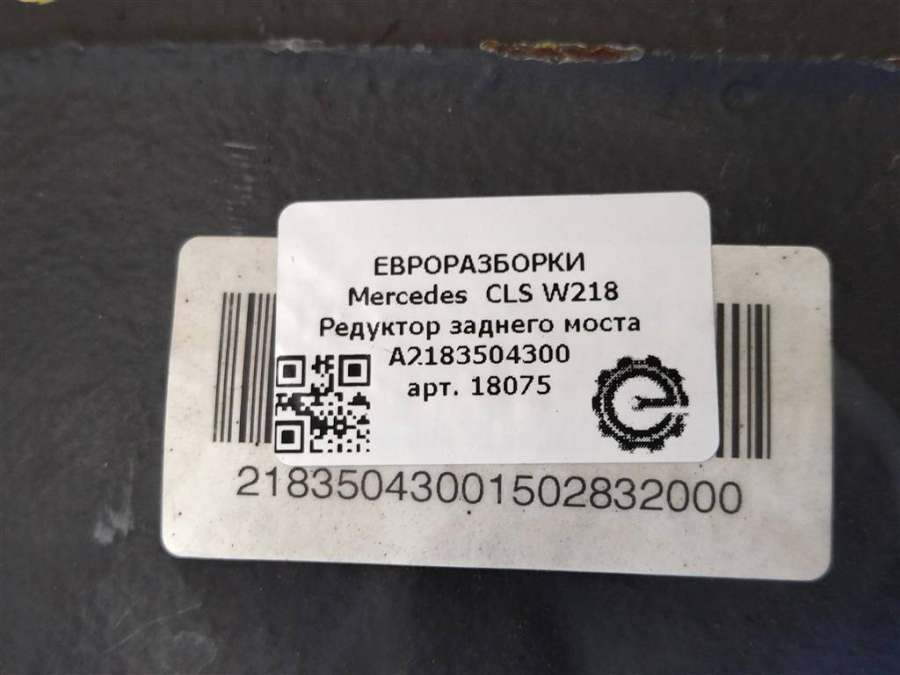 ЕВРОРАЗБОРКИ
Mercedes CLS W218
Редуктор заднего моста
A2183504300
арт. 18075
21835043001502832000